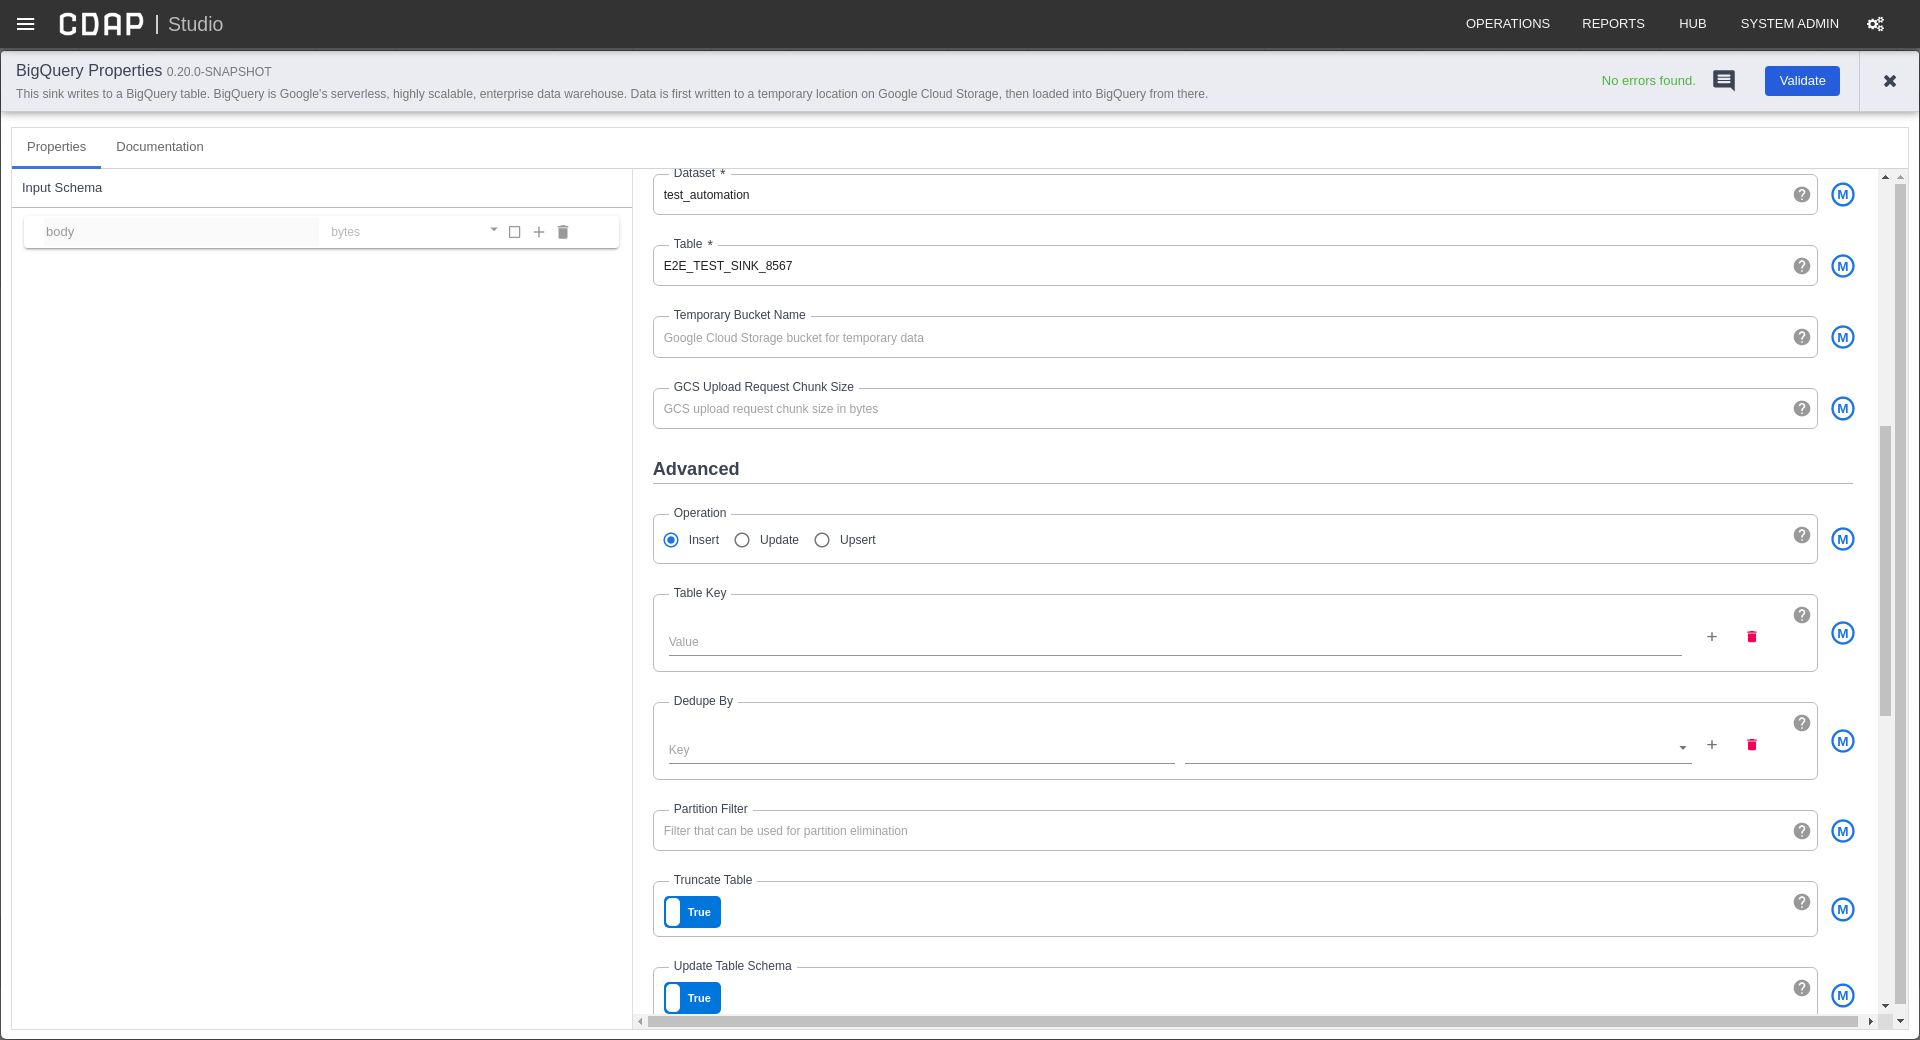 CDAP | Studio
OPERATIONS REPORTS HUB SYSTEM ADMIN
BigQuery Properties 0.20.0-SNAPSHOT
This sink writes to a BigQuery table. BigQuery is Google's serverless, highly scalable, enterprise data warehouse. Data is first written to a temporary location on Google Cloud Storage, then loaded into BigQuery from there.
No errors found.
Validate
Properties Documentation
Input Schema
body bytes
Dataset *
test_automation
M
Table *
E2E_TEST_SINK_8567
M
Temporary Bucket Name
Google Cloud Storage bucket for temporary data
M
GCS Upload Request Chunk Size
GCS upload request chunk size in bytes
M
Advanced
Operation
Insert Update Upsert
M
Table Key
Value
M
Dedupe By
Key
M
Partition Filter
Filter that can be used for partition elimination
M
Truncate Table
True
M
Update Table Schema
True
M